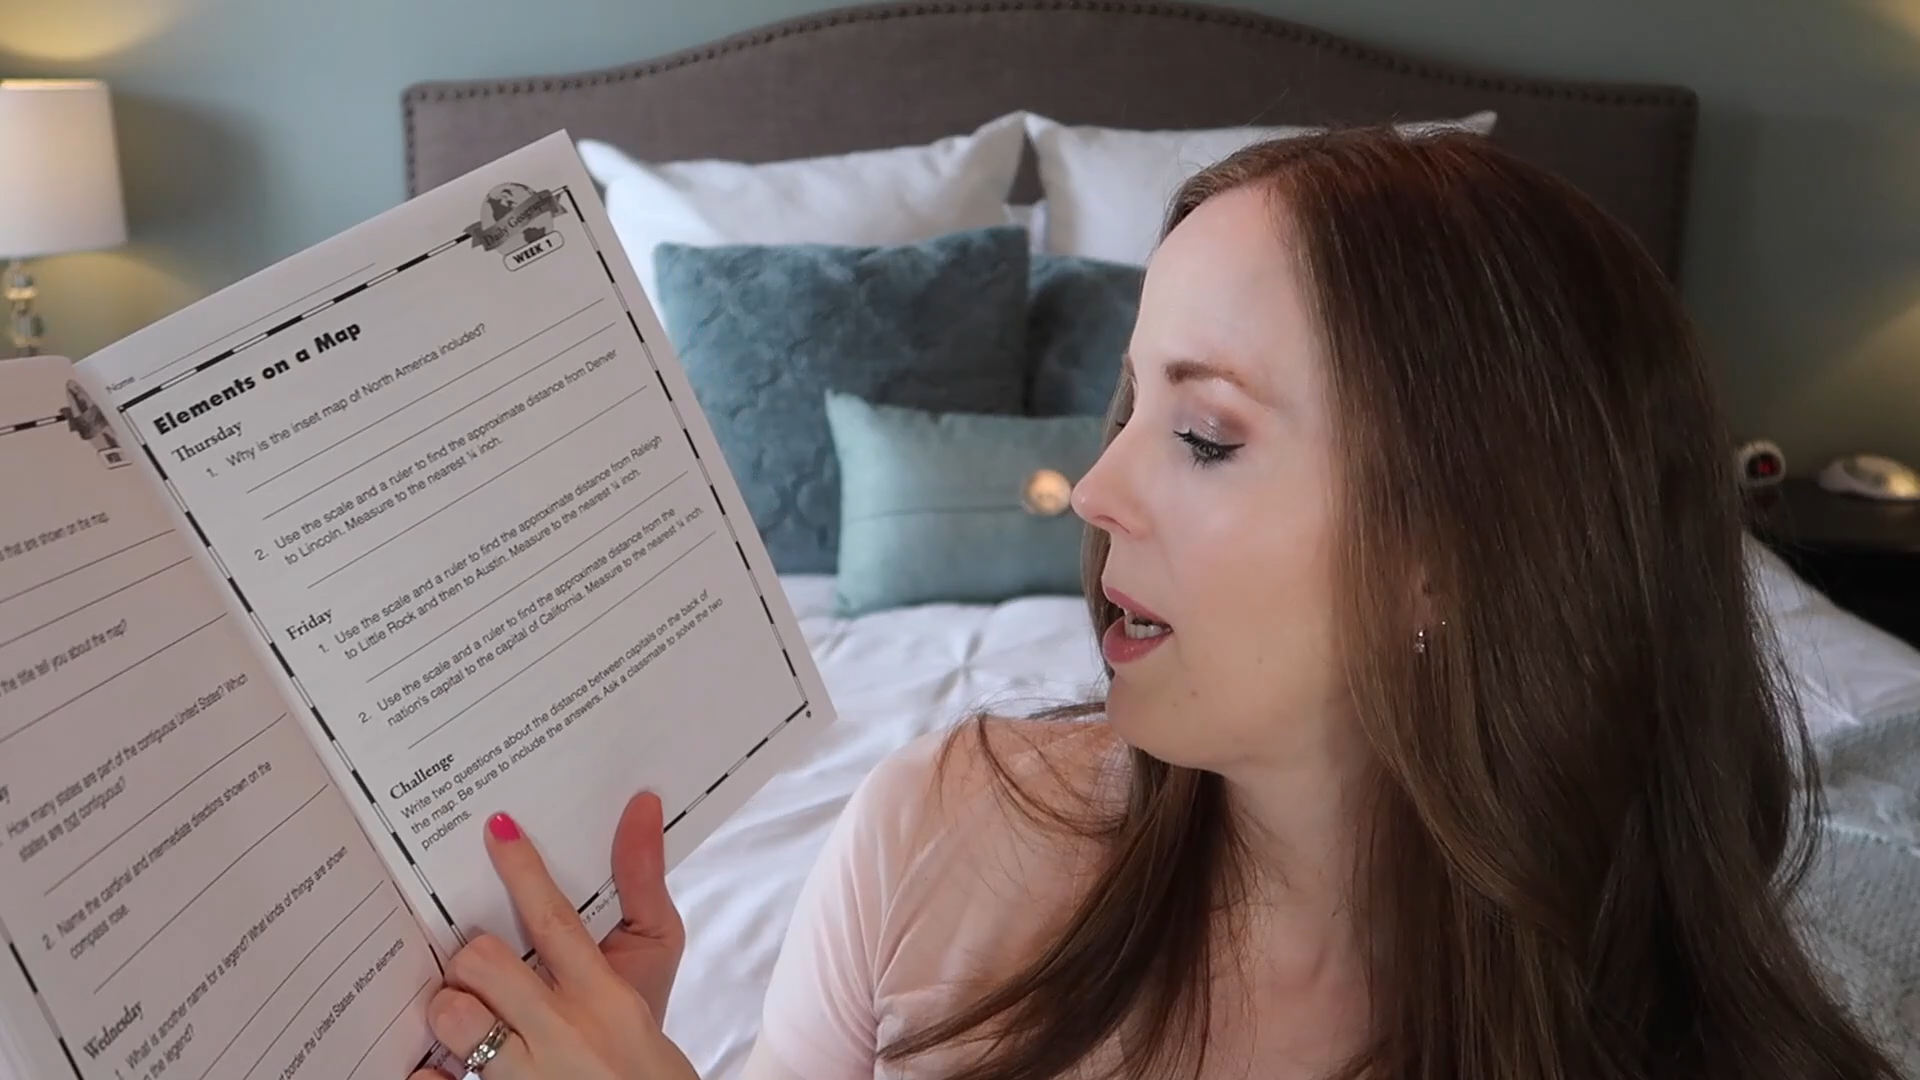 s that are shown on the map.
the title tell you about the map?
How many states are part of the contiguous United States? Which
states are not contiguous?
2. Name the cardinal and intermediate directions shown on the
compass rose.
Wednesday
1. What is another name for a legend? What kinds of things are shown
the legend?
border the United States. Which elements
Daily Geography
WEEK 1
Name
Elements on a Map
Thursday
1. Why is the inset map of North America included?
2. Use the scale and a ruler to find the approximate distance from Denver
to Lincoln. Measure to the nearest ¼ inch.
Friday
1. Use the scale and a ruler to find the approximate distance from Raleigh
to Little Rock and then to Austin. Measure to the nearest ¼ inch.
2. Use the scale and a ruler to find the approximate distance from the
nation's capital to the capital of California. Measure to the nearest ¼ inch.
Challenge
Write two questions about the distance between capitals on the back of
the map. Be sure to include the answers. Ask a classmate to solve the two
problems.